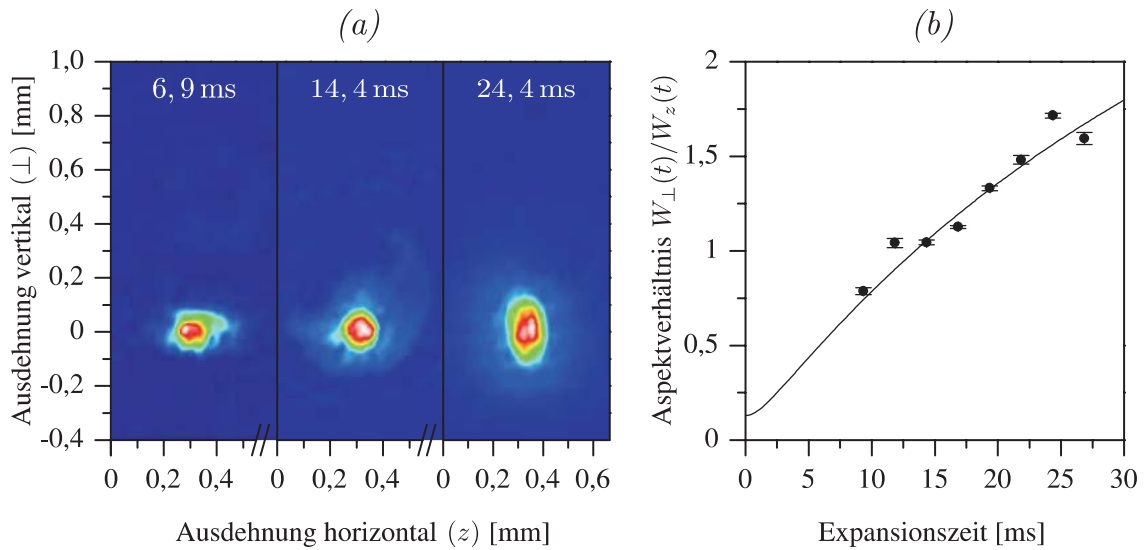 (a)
Ausdehnung vertikal (⊥) [mm]
1,0
0,8
0,6
0,4
0,2
0
-0,2
-0,4
6,9 ms
14,4 ms
24,4 ms
0 0,2 0,4 0 0,2 0,4 0 0,2 0,4 0,6
Ausdehnung horizontal (z) [mm]
(b)
Aspektverhältnis W⊥(t)/Wz(t)
2
1,5
1
0,5
0
0 5 10 15 20 25 30
Expansionszeit [ms]